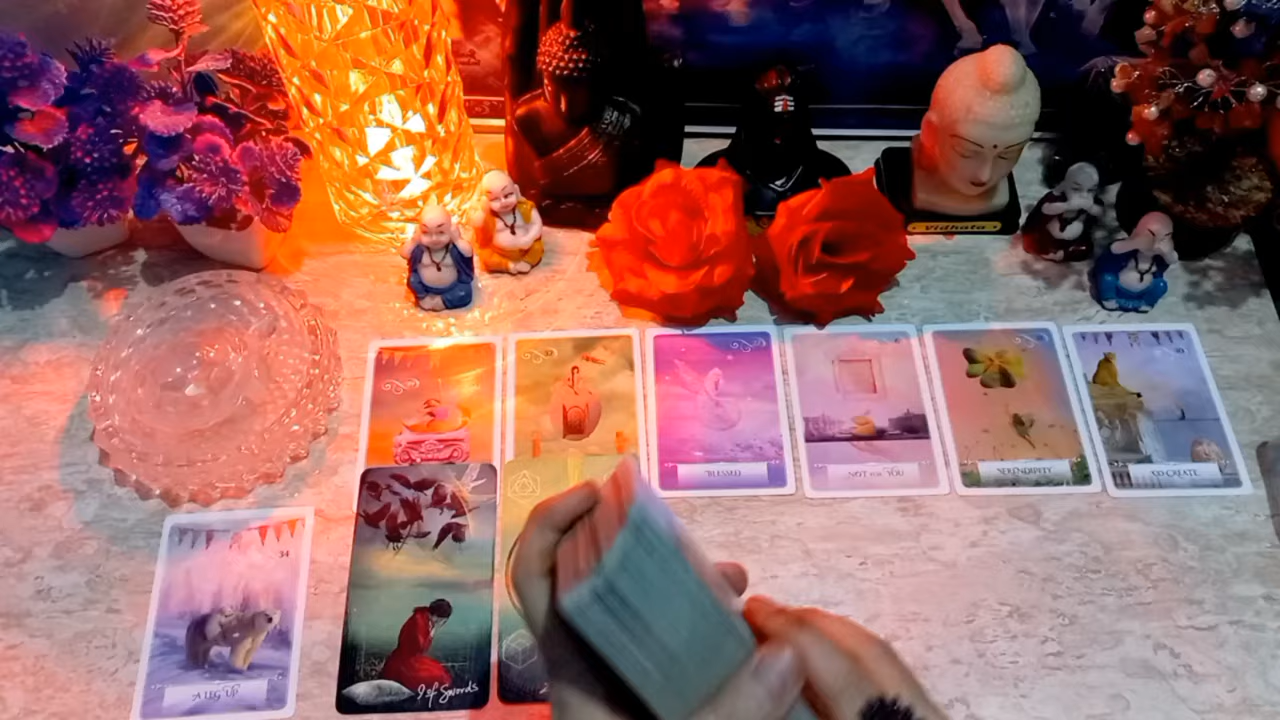 Vidhata
BLESSED
NOT FOR YOU
SERENDIPITY
CO-CREATE
34
A LEG UP
9 of Swords